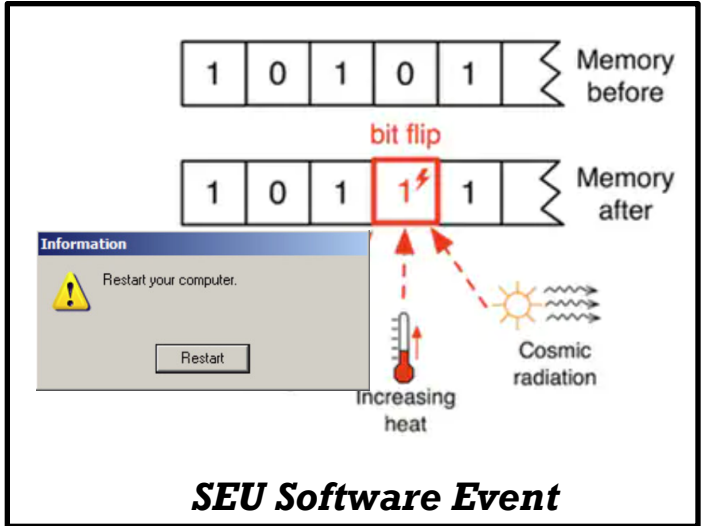 1 0 1 0 1
Memory
before
bit flip
1 0 1 1 1
Memory
after
Information
Restart your computer.
Restart
Cosmic
radiation
Increasing
heat
SEU Software Event